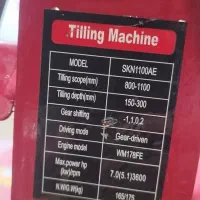 Tilling Machine
MODEL SKN1100AE
Tilling scope(mm) 800-1100
Tilling depth(mm) 150-300
Gear shifting -1,1,0,2
Driving mode Gear-driven
Engine model WM178FE
Max.power hp (kw)/rpm 7.0(5.1)3600
N.W/G.W(kg) 165/175